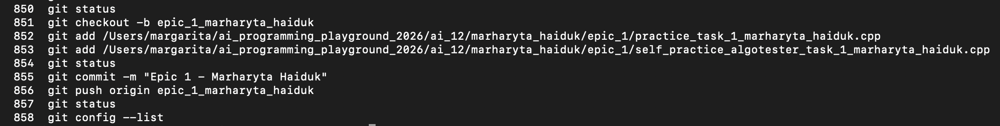 850 git status
851 git checkout -b epic_1_marharyta_haiduk
852 git add /Users/margarita/ai_programming_playground_2026/ai_12/marharyta_haiduk/epic_1/practice_task_1_marharyta_haiduk.cpp
853 git add /Users/margarita/ai_programming_playground_2026/ai_12/marharyta_haiduk/epic_1/self_practice_algotester_task_1_marharyta_haiduk.cpp
854 git status
855 git commit -m "Epic 1 - Marharyta Haiduk"
856 git push origin epic_1_marharyta_haiduk
857 git status
858 git config --list